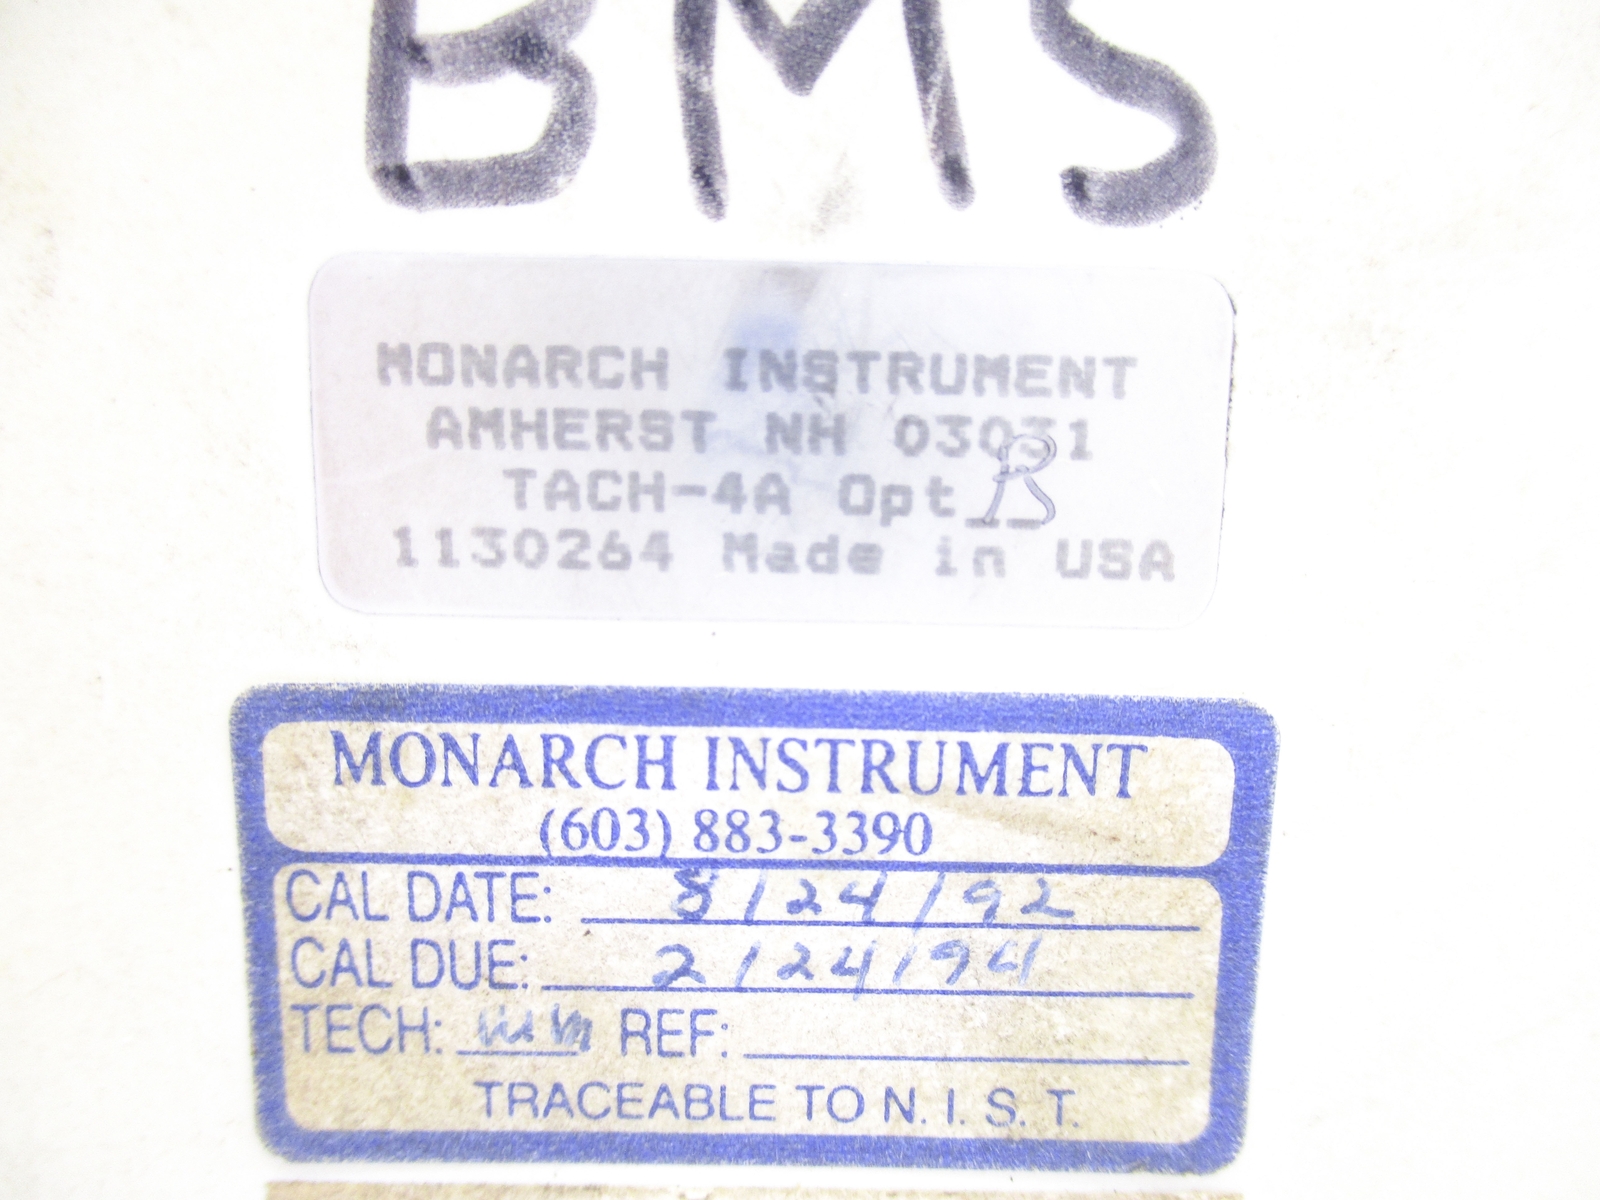 BMS
MONARCH INSTRUMENT
AMHERST NH 03031
TACH-4A Opt R
1130264 Made in USA
MONARCH INSTRUMENT
(603) 883-3390
CAL DATE: 8/24/92
CAL DUE: 2/24/94
TECH: REF:
TRACEABLE TO N.I.S.T.